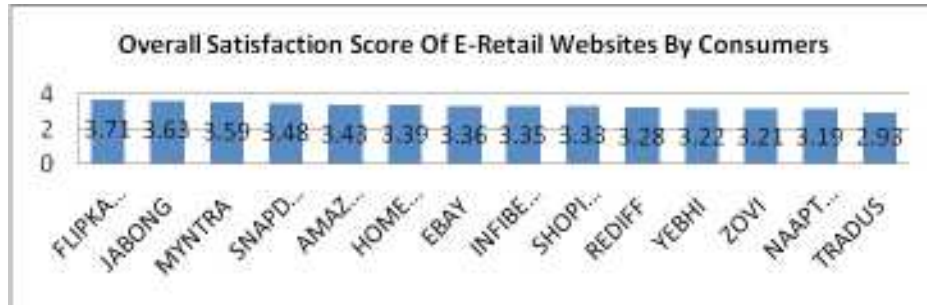 Overall Satisfaction Score Of E-Retail Websites By Consumers
4
2
0
3.71 3.63 3.59 3.48 3.43 3.39 3.36 3.35 3.33 3.28 3.22 3.21 3.19 2.93
FLIPKA... JABONG MYNTRA SNAPD... AMAZ... HOME... EBAY INFIBE... SHOPI... REDIFF YEBHI ZOVI NAAPT... TRADUS